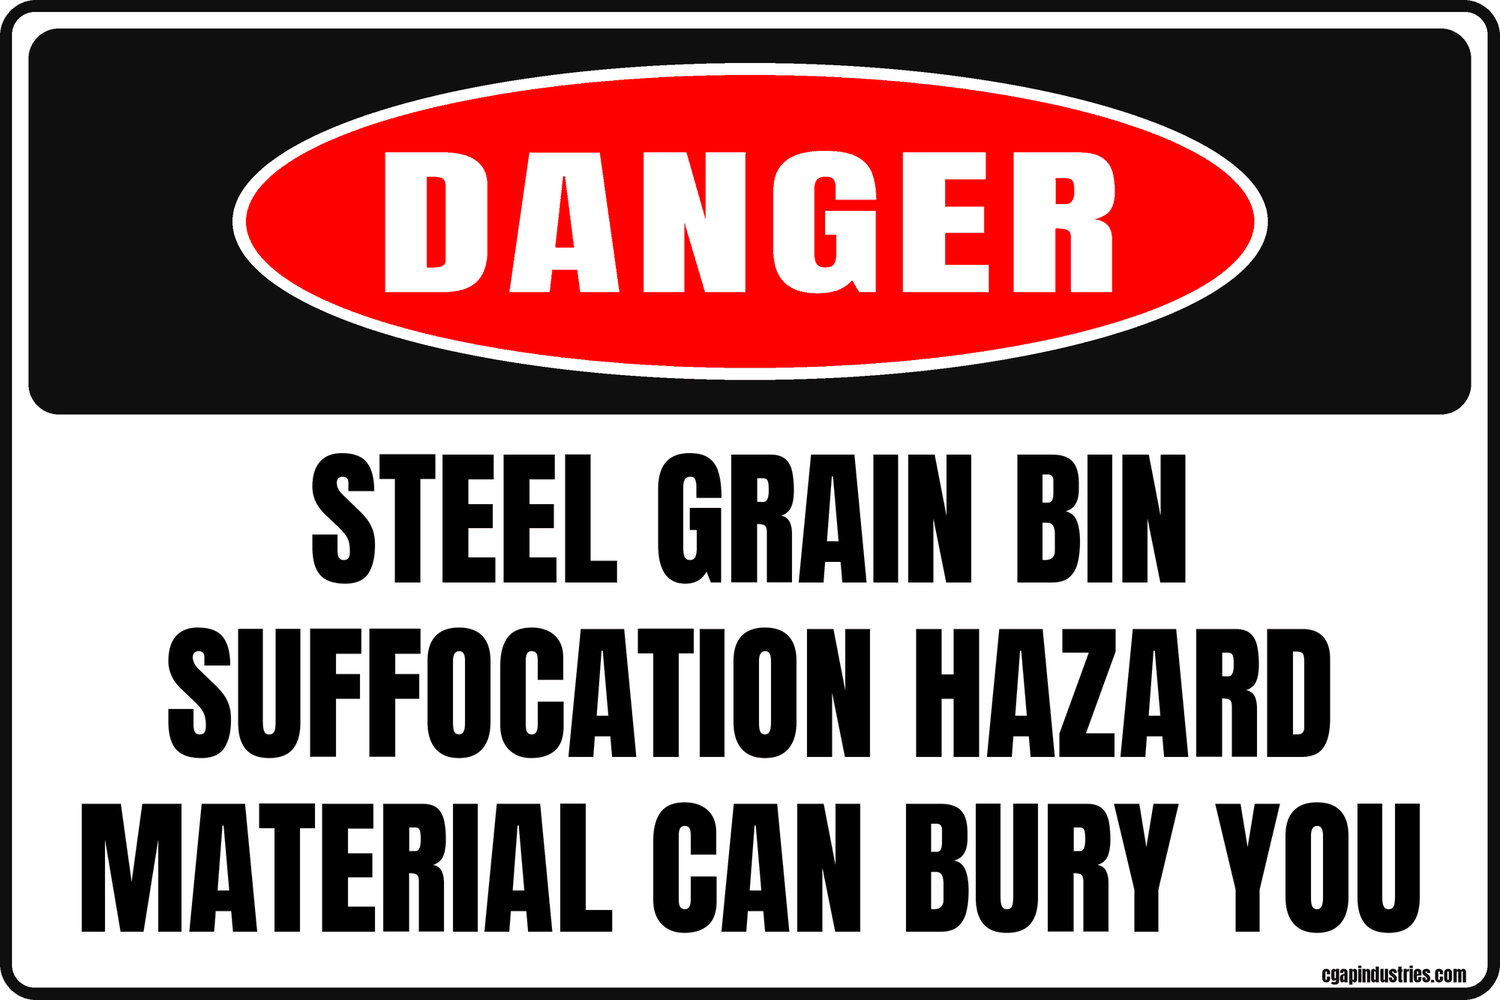 DANGER
STEEL GRAIN BIN
SUFFOCATION HAZARD
MATERIAL CAN BURY YOU
cgapindustries.com